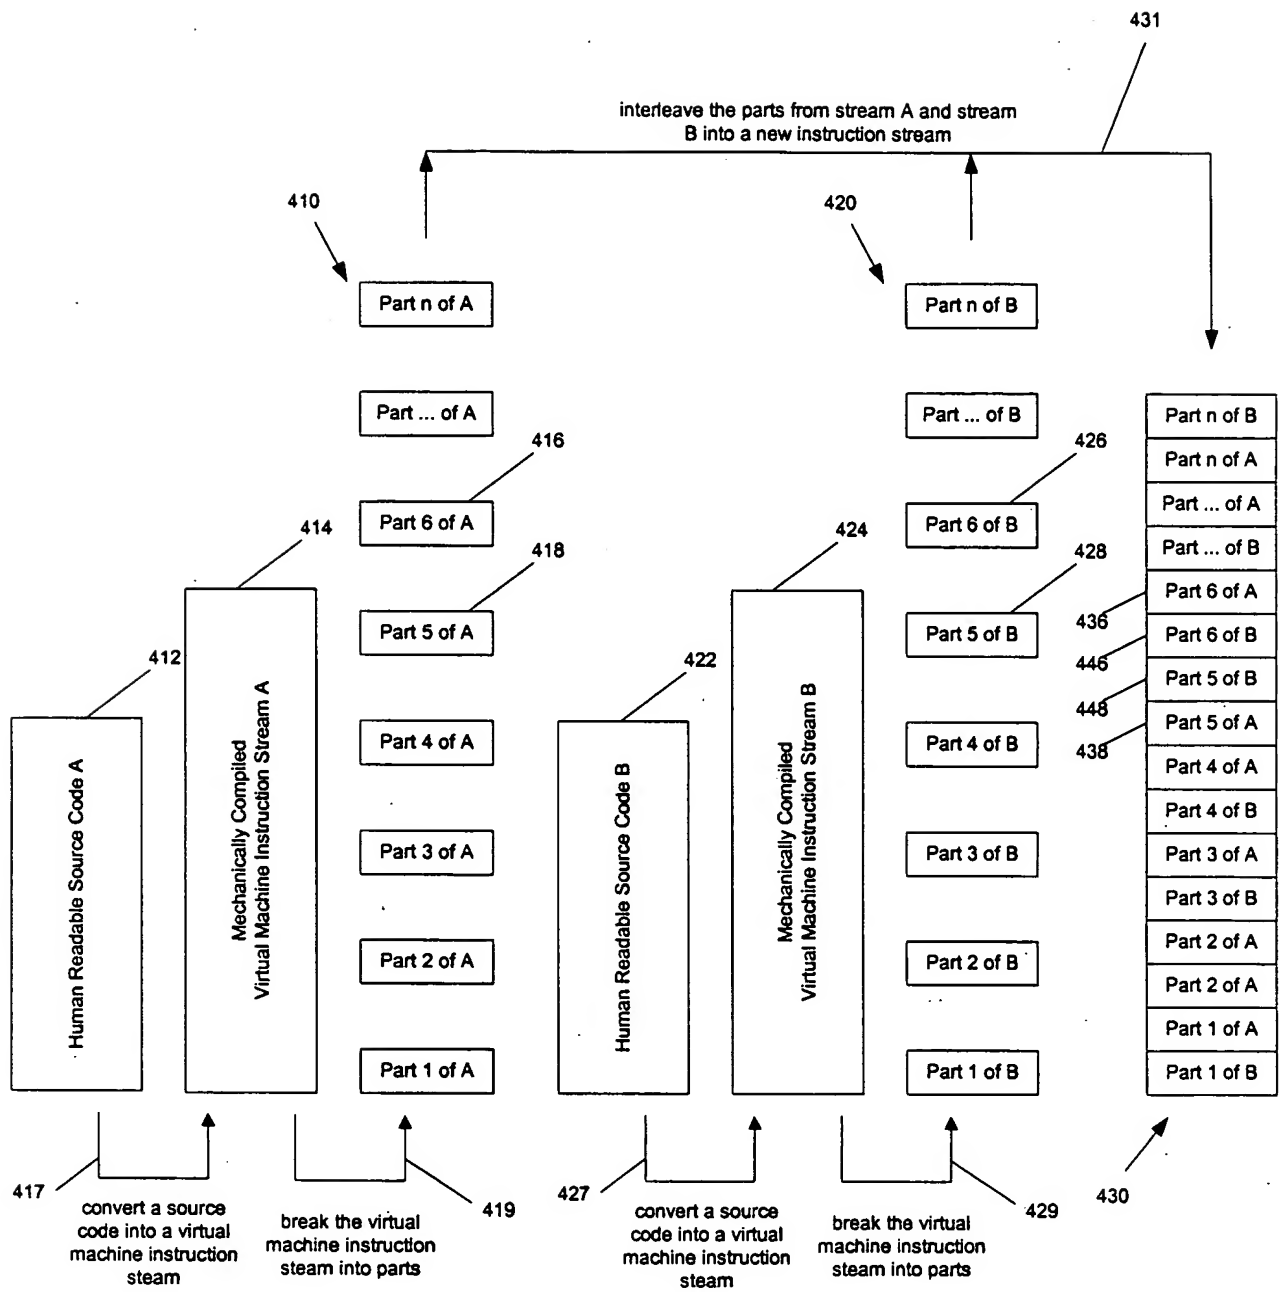 431
interleave the parts from stream A and stream
B into a new instruction stream
410
420
Part n of A
Part n of B
Part ... of A
Part ... of B
Part n of B
416
426
Part n of A
Part ... of A
414
Part 6 of A
424
Part 6 of B
418
428
Part ... of B
Part 6 of A
436
Part 5 of A
Part 5 of B
Part 6 of B
446
412
422
Part 5 of B
448
Part 5 of A
438
Part 4 of A
Part 4 of B
Part 4 of A
Part 4 of B
Human Readable Source Code A
Mechanically Compiled
Virtual Machine Instruction Stream A
Human Readable Source Code B
Mechanically Compiled
Virtual Machine Instruction Stream B
Part 3 of A
Part 3 of B
Part 3 of A
Part 3 of B
Part 2 of A
Part 2 of B
Part 2 of A
Part 2 of A
Part 1 of A
Part 1 of A
Part 1 of B
Part 1 of B
417
convert a source
code into a virtual
machine instruction
steam
419
break the virtual
machine instruction
steam into parts
427
convert a source
code into a virtual
machine instruction
steam
429
break the virtual
machine instruction
steam into parts
430